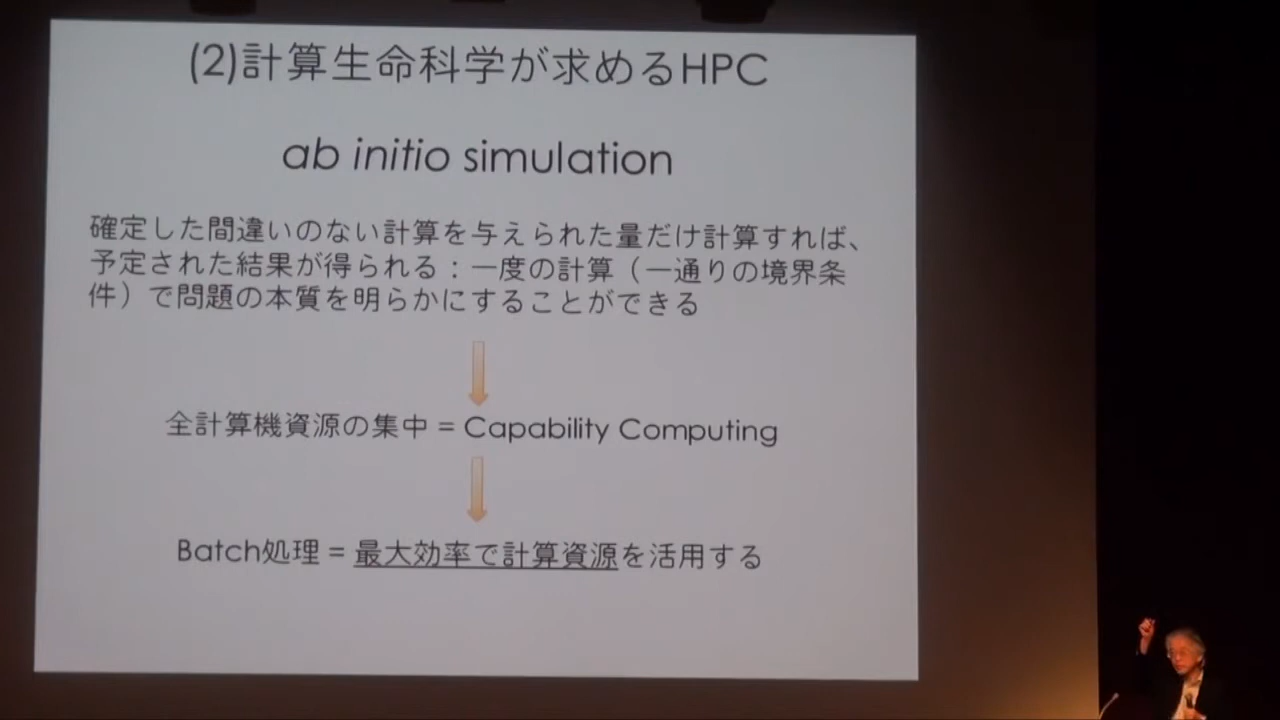 (2)計算生命科学が求めるHPC
ab initio simulation
確定した間違いのない計算を与えられた量だけ計算すれば、
予定された結果が得られる：一度の計算（一通りの境界条
件）で問題の本質を明らかにすることができる
全計算機資源の集中 = Capability Computing
Batch処理 = 最大効率で計算資源を活用する